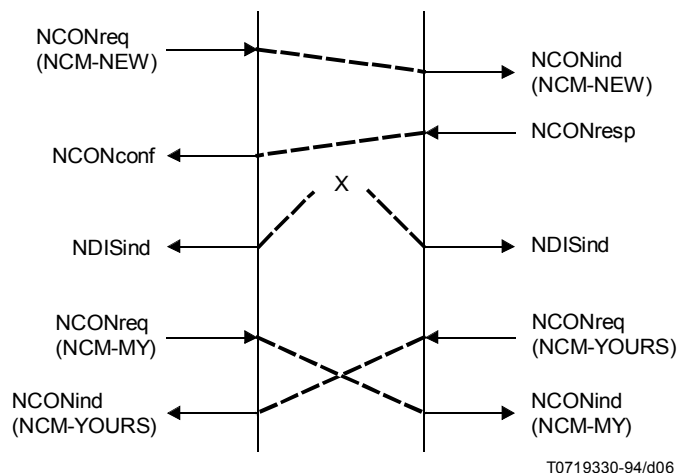 NCONreq
(NCM-NEW)
NCONind
(NCM-NEW)
NCONresp
NCONconf
X
NDISind
NDISind
NCONreq
(NCM-MY)
NCONreq
(NCM-YOURS)
NCONind
(NCM-YOURS)
NCONind
(NCM-MY)
T0719330-94/d06